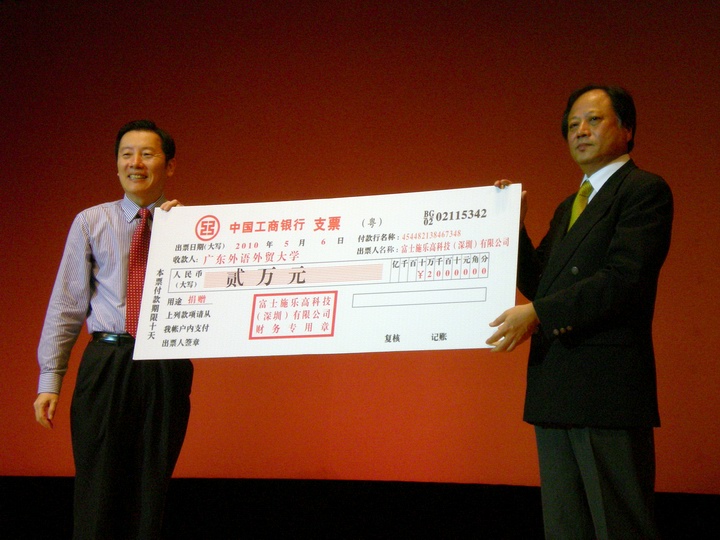 中国工商银行 支票 (粤) BG 02 02115342
出票日期(大写) 2010 年 5 月 6 日 付款行名称: 454482138467348
收款人: 广东外语外贸大学 出票人名称: 富士施乐高科技(深圳)有限公司
人民币(大写) 贰万元 亿千百十万千百十元角分
¥2000000
用途 捐赠
上列款项请从
我帐户内支付
出票人签章
富士施乐高科技
(深圳)有限公司
财务专用章
复核 记账
本票付款期限十天